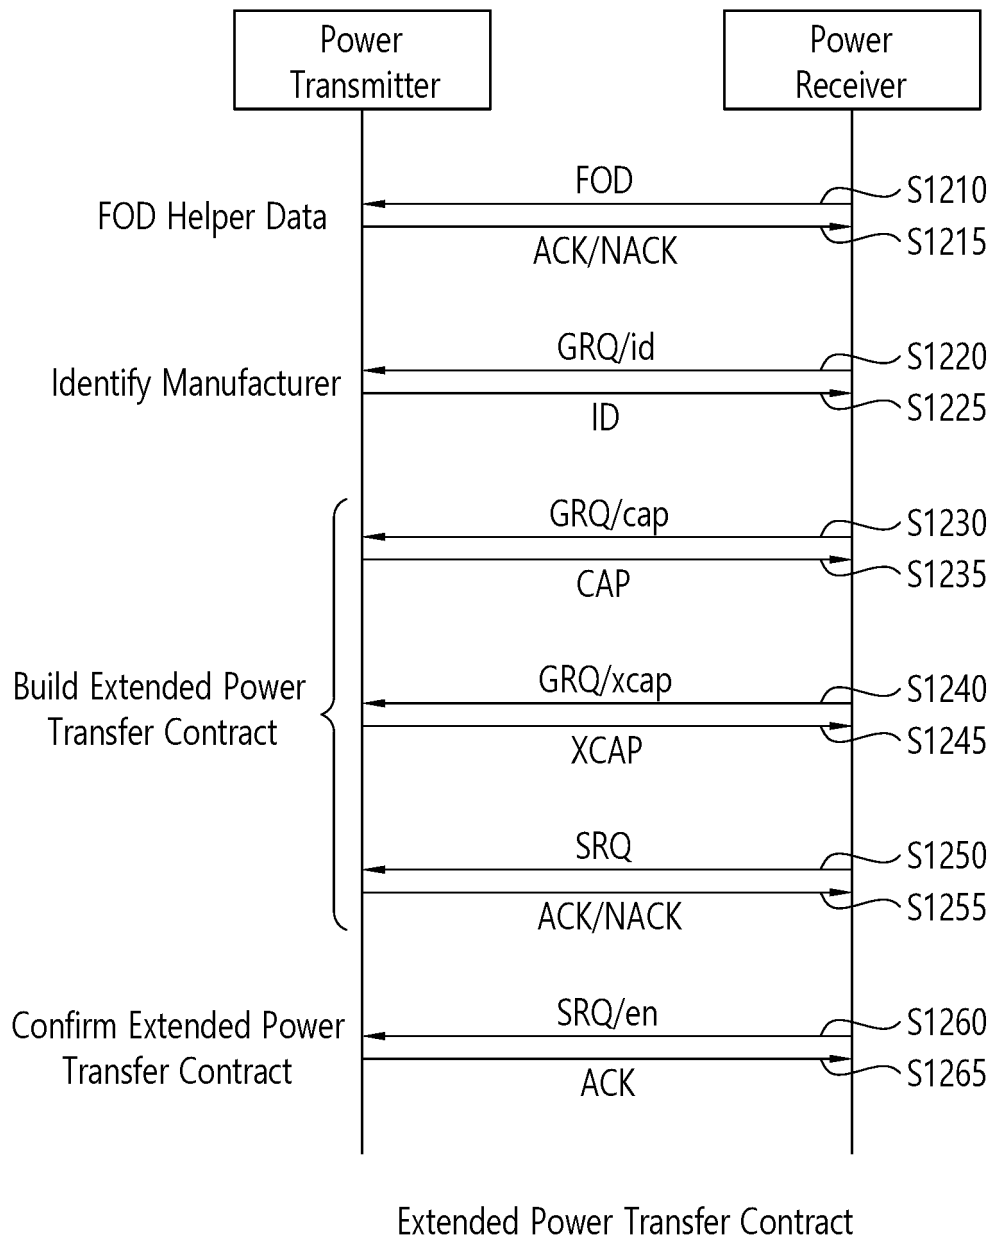 Power
Transmitter
Power
Receiver
FOD
S1210
FOD Helper Data
ACK/NACK
S1215
GRQ/id
S1220
Identify Manufacturer
ID
S1225
GRQ/cap
S1230
CAP
S1235
Build Extended Power
Transfer Contract
GRQ/xcap
S1240
XCAP
S1245
SRQ
S1250
ACK/NACK
S1255
Confirm Extended Power
Transfer Contract
SRQ/en
S1260
ACK
S1265
Extended Power Transfer Contract